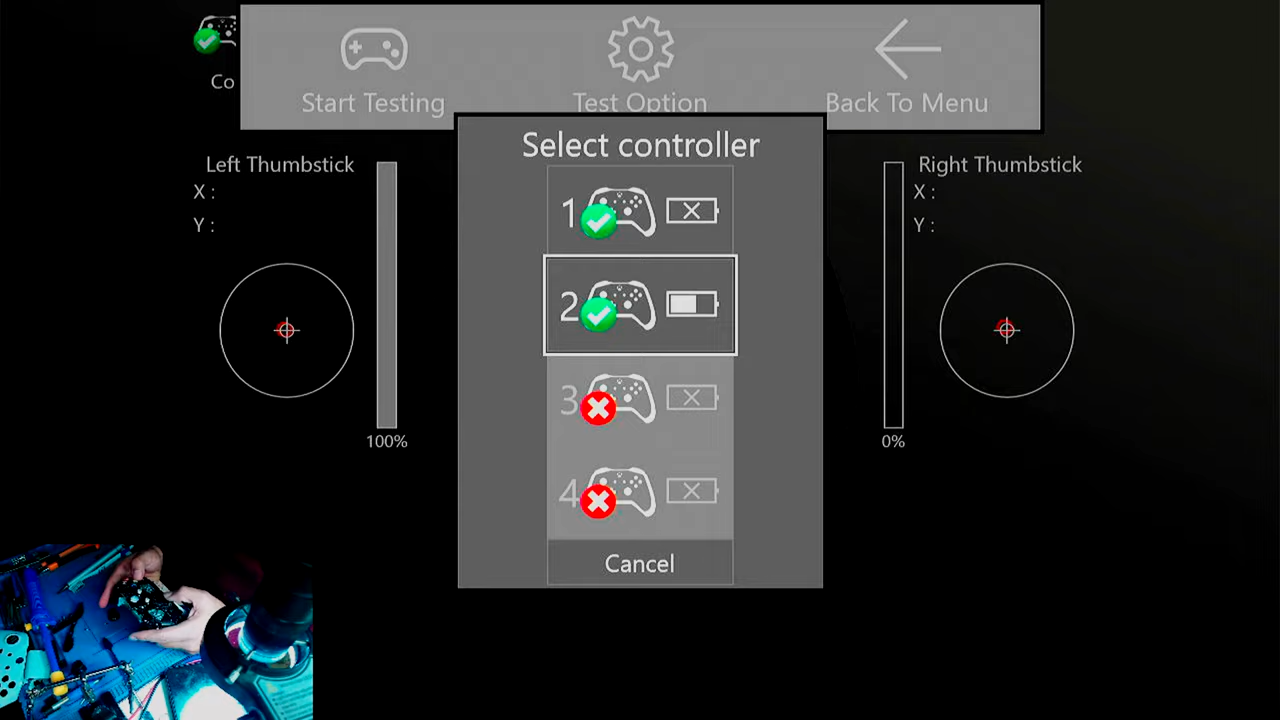 Co
Start Testing
Test Option
Back To Menu
Select controller
Left Thumbstick
X :
Y :
100%
1
2
3
4
Cancel
Right Thumbstick
X :
Y :
0%